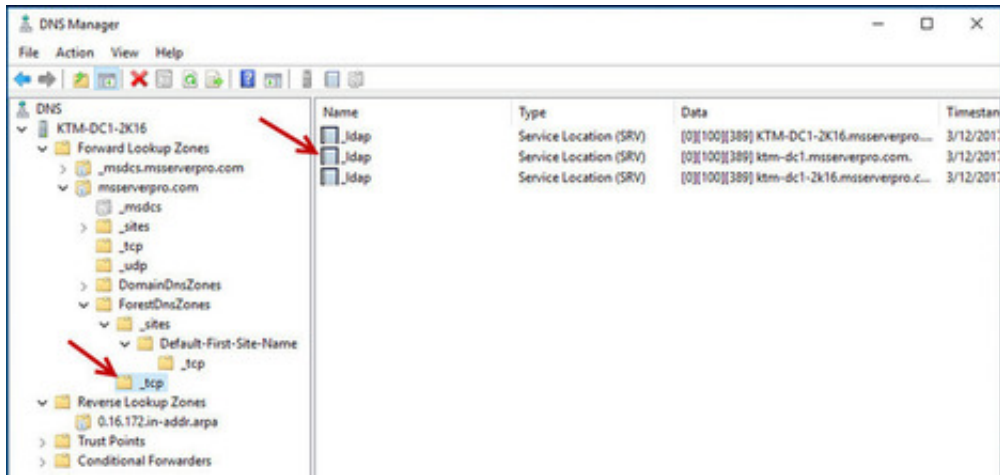 DNS Manager
File Action View Help
DNS
KTM-DC1-2K16
Forward Lookup Zones
_msdcs.msserverpro.com
msserverpro.com
_msdcs
_sites
_tcp
_udp
DomainDnsZones
ForestDnsZones
_sites
Default-First-Site-Name
_tcp
_tcp
Reverse Lookup Zones
0.16.172.in-addr.arpa
Trust Points
Conditional Forwarders
Name Type Data Timestan
_ldap Service Location (SRV) [0][100][389] KTM-DC1-2K16.msserverpro.... 3/12/2017
_ldap Service Location (SRV) [0][100][389] ktm-dc1.msserverpro.com. 3/12/2017
_ldap Service Location (SRV) [0][100][389] ktm-dc1-2k16.msserverpro.c... 3/12/2017